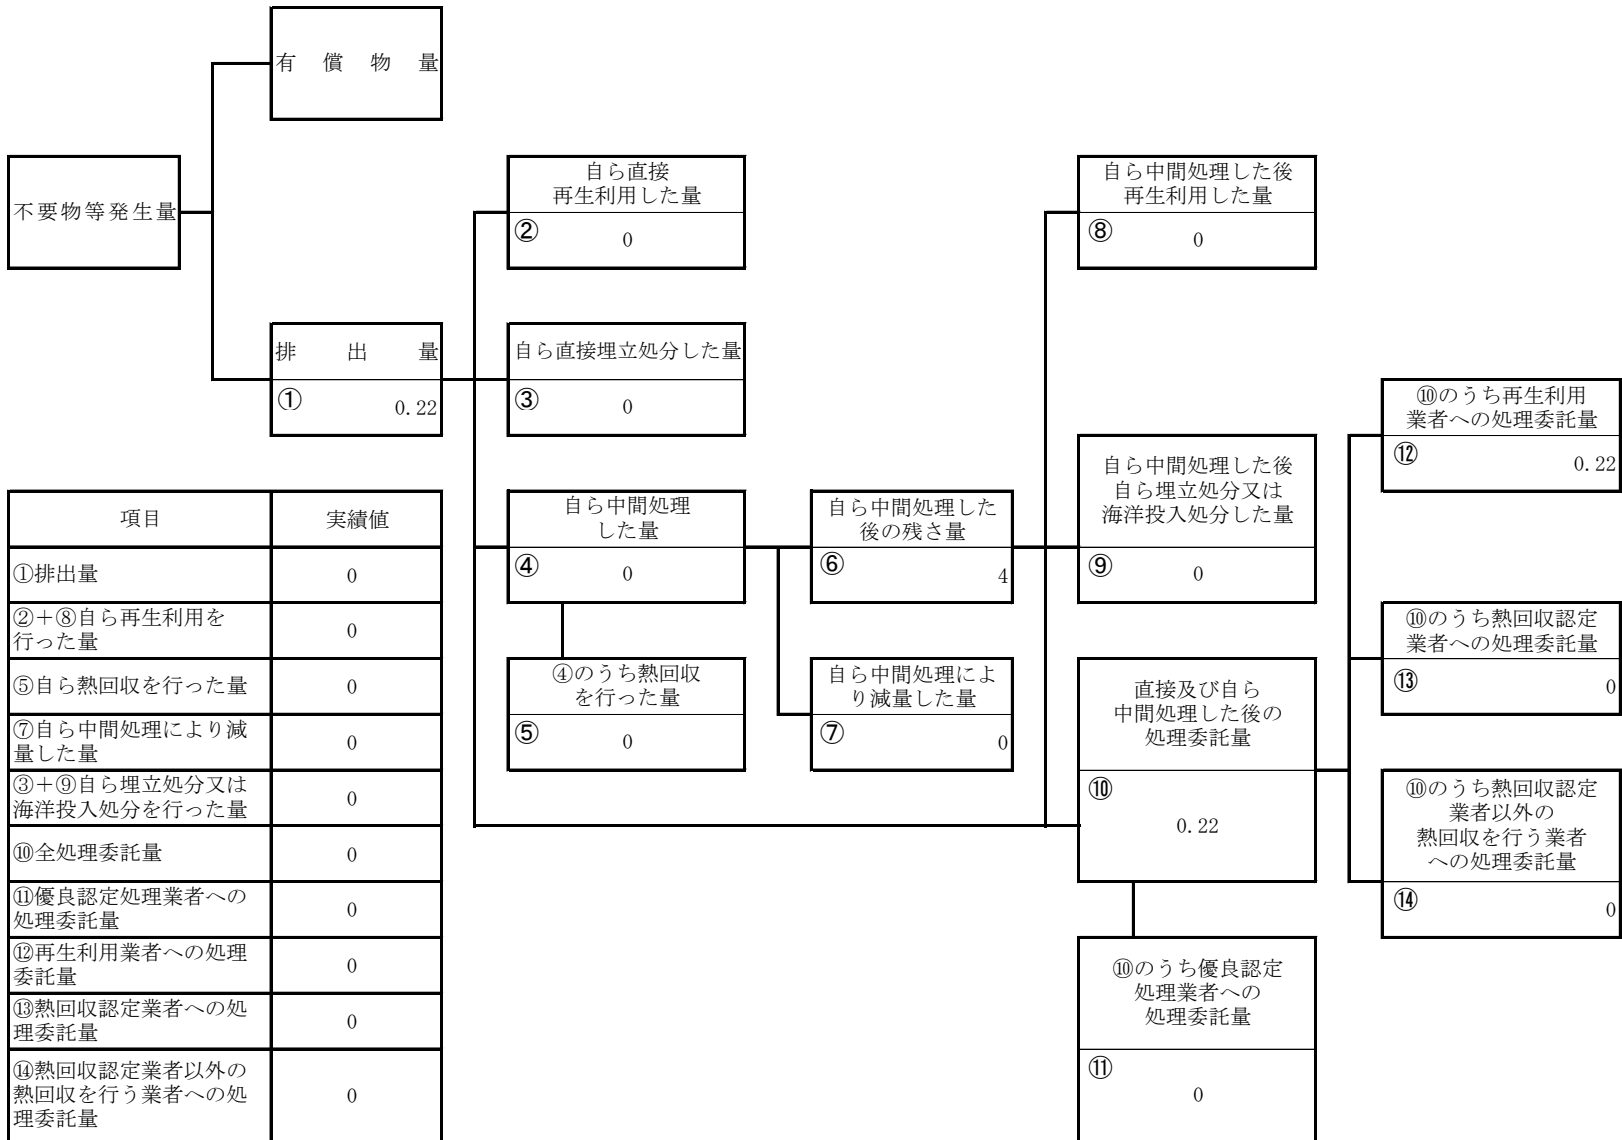 有償物量
不要物等発生量
排出量
① 0.22
自ら直接
再生利用した量
② 0
自ら直接埋立処分した量
③ 0
自ら中間処理
した量
④ 0
④のうち熱回収
を行った量
⑤ 0
自ら中間処理した
後の残さ量
⑥ 4
自ら中間処理によ
り減量した量
⑦ 0
自ら中間処理した後
再生利用した量
⑧ 0
自ら中間処理した後
自ら埋立処分又は
海洋投入処分した量
⑨ 0
直接及び自ら
中間処理した後の
処理委託量
⑩
0.22
⑩のうち優良認定
処理業者への
処理委託量
⑪
0
⑩のうち再生利用
業者への処理委託量
⑫ 0.22
⑩のうち熱回収認定
業者への処理委託量
⑬ 0
⑩のうち熱回収認定
業者以外の
熱回収を行う業者
への処理委託量
⑭ 0
項目 実績値
①排出量 0
②＋⑧自ら再生利用を
行った量 0
⑤自ら熱回収を行った量 0
⑦自ら中間処理により減
量した量 0
③＋⑨自ら埋立処分又は
海洋投入処分を行った量 0
⑩全処理委託量 0
⑪優良認定処理業者への
処理委託量 0
⑫再生利用業者への処理
委託量 0
⑬熱回収認定業者への処
理委託量 0
⑭熱回収認定業者以外の
熱回収を行う業者への処
理委託量 0